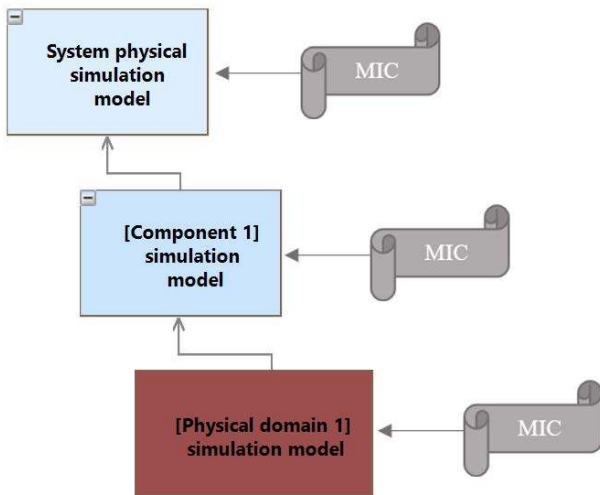 System physical
simulation
model
MIC
[Component 1]
simulation
model
MIC
[Physical domain 1]
simulation model
MIC